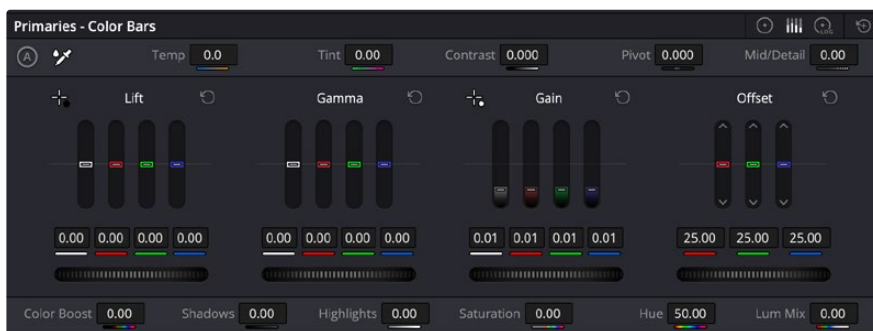 Primaries - Color Bars
A Temp 0.0 Tint 0.00 Contrast 0.000 Pivot 0.000 Mid/Detail 0.00
Lift Gamma Gain Offset
0.00 0.00 0.00 0.00 0.00 0.00 0.00 0.00 0.01 0.01 0.01 0.01 25.00 25.00 25.00
Color Boost 0.00 Shadows 0.00 Highlights 0.00 Saturation 0.00 Hue 50.00 Lum Mix 0.00